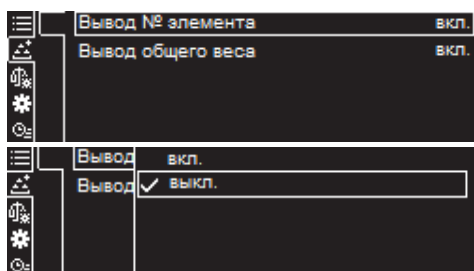 Вывод № элемента вкл.
Вывод общего веса вкл.
Вывод вкл.
Вывод выкл.